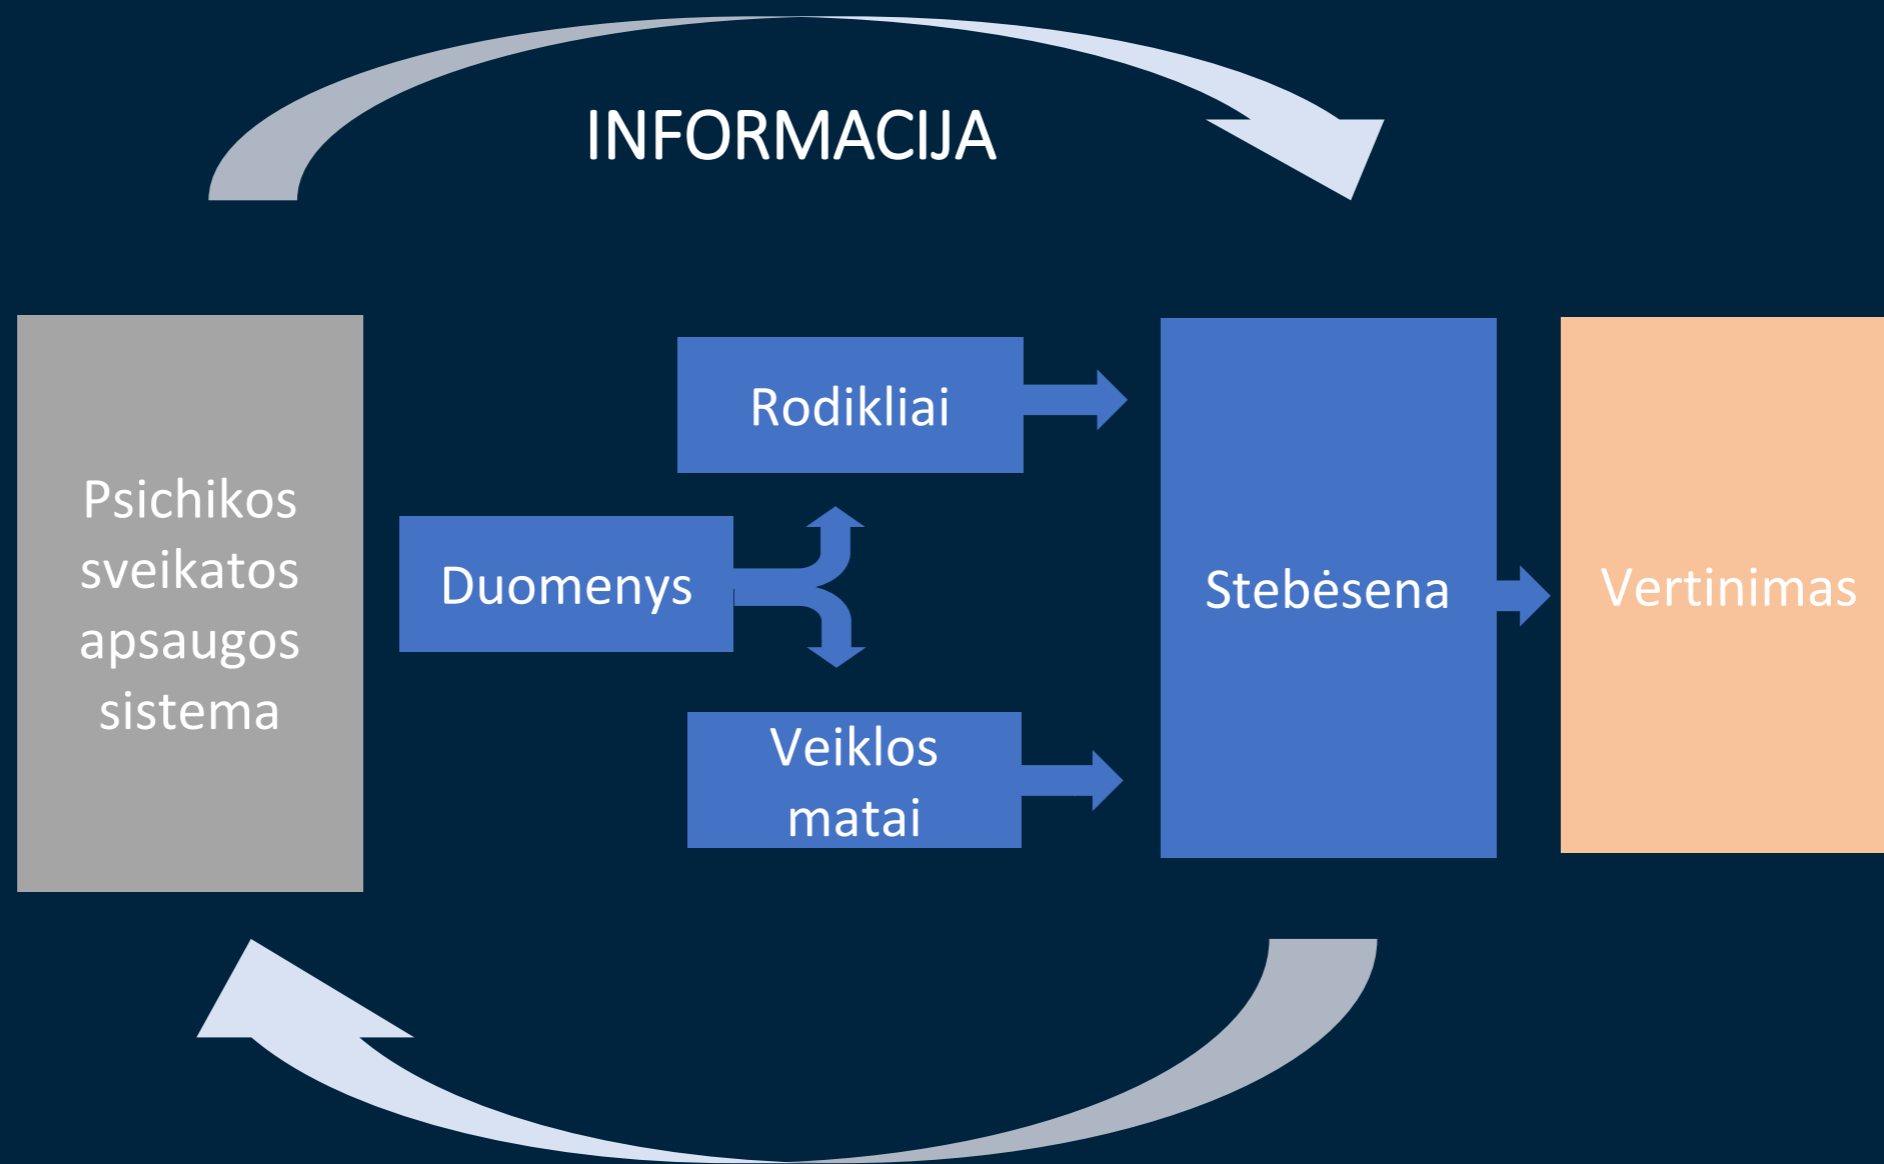 INFORMACIJA
Psichikos
sveikatos
apsaugos
sistema
Duomenys
Rodikliai
Veiklos
matai
Stebėsena
Vertinimas